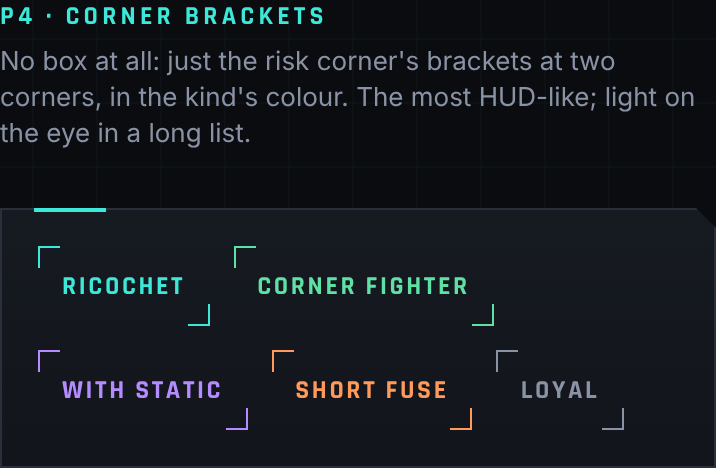 P4 · CORNER BRACKETS
No box at all: just the risk corner's brackets at two
corners, in the kind's colour. The most HUD-like; light on
the eye in a long list.
RICOCHET CORNER FIGHTER
WITH STATIC SHORT FUSE LOYAL